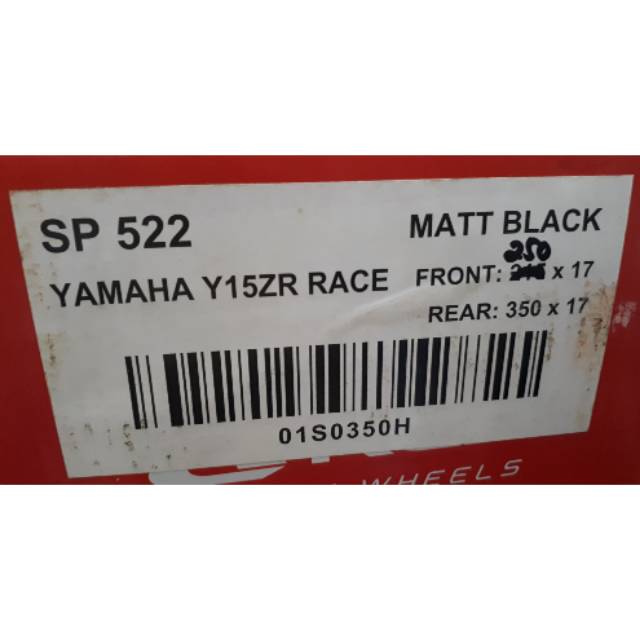 SP 522
MATT BLACK
YAMAHA Y15ZR RACE
250
FRONT: x 17
REAR: 350 x 17
01S0350H
WHEELS